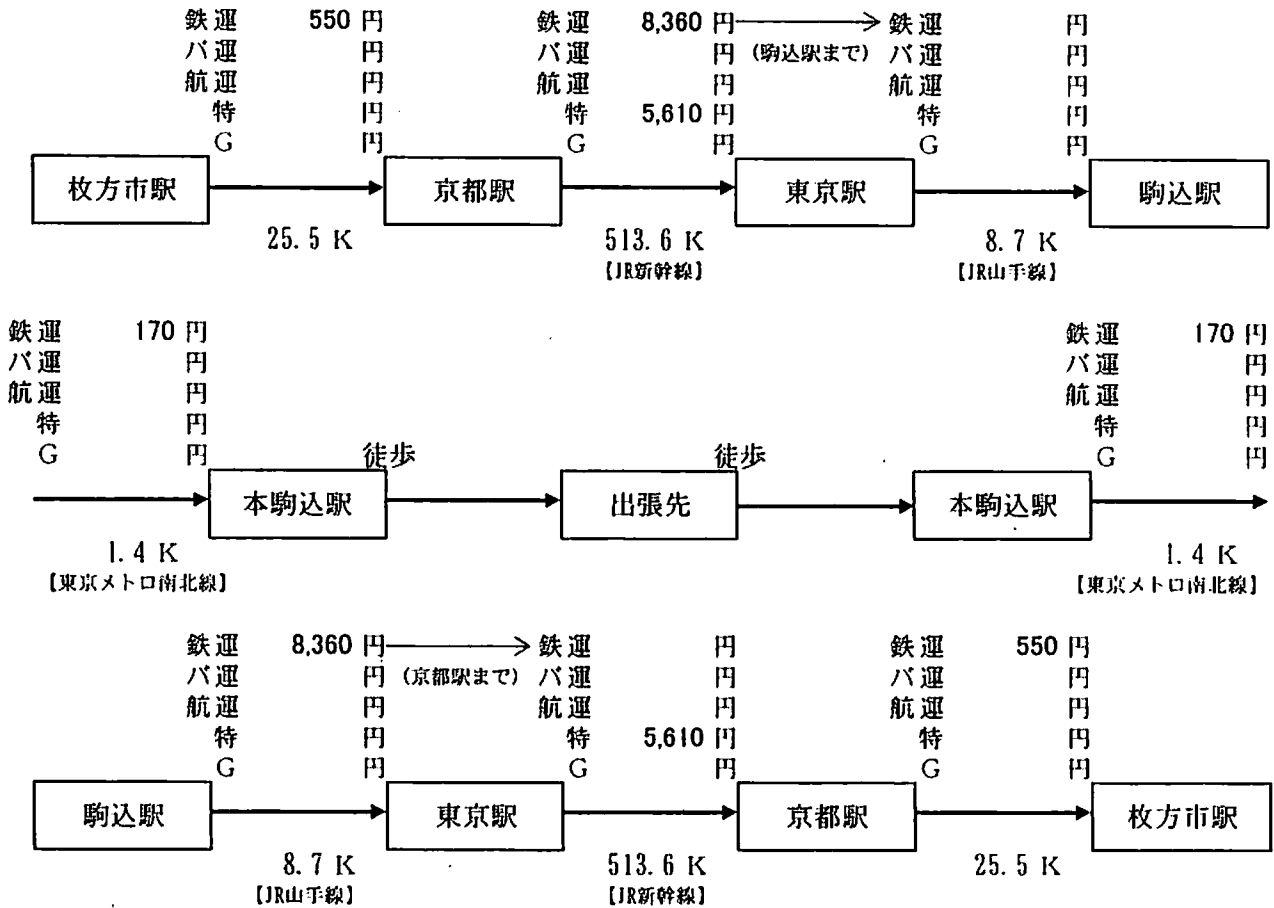 鉄運 550 円 鉄運 8,360 円 鉄運 円
バ運 円 バ運 円 (駒込駅まで) バ運 円
航運 円 航運 円 航運 円
特 円 特 5,610 円 特 円
G 円 G 円 G 円
枚方市駅 京都駅 東京駅 駒込駅
25.5 K 513.6 K 8.7 K
【JR新幹線】 【JR山手線】
鉄運 170 円 鉄運 170 円
バ運 円 バ運 円
航運 円 航運 円
特 円 特 円
G 円 G 円
徒歩 徒歩
本駒込駅 出張先 本駒込駅
1.4 K 1.4 K
【東京メトロ南北線】 【東京メトロ南北線】
鉄運 8,360 円 鉄運 円 鉄運 550 円
バ運 円 (京都駅まで) バ運 円 バ運 円
航運 円 航運 円 航運 円
特 円 特 5,610 円 特 円
G 円 G 円 G 円
駒込駅 東京駅 京都駅 枚方市駅
8.7 K 513.6 K 25.5 K
【JR山手線】 【JR新幹線】